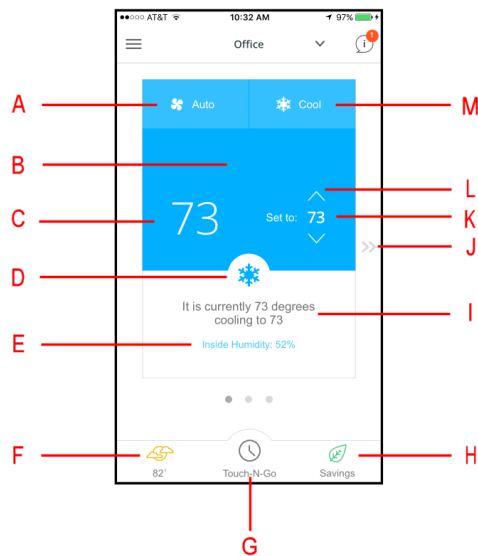 AT&T 10:32 AM 97%
Office
i
1
A
Auto
Cool
M
B
L
C
73
Set to: 73
K
J
D
It is currently 73 degrees
cooling to 73
I
E
Inside Humidity: 52%
F
82°
Touch-N-Go
Savings
H
G